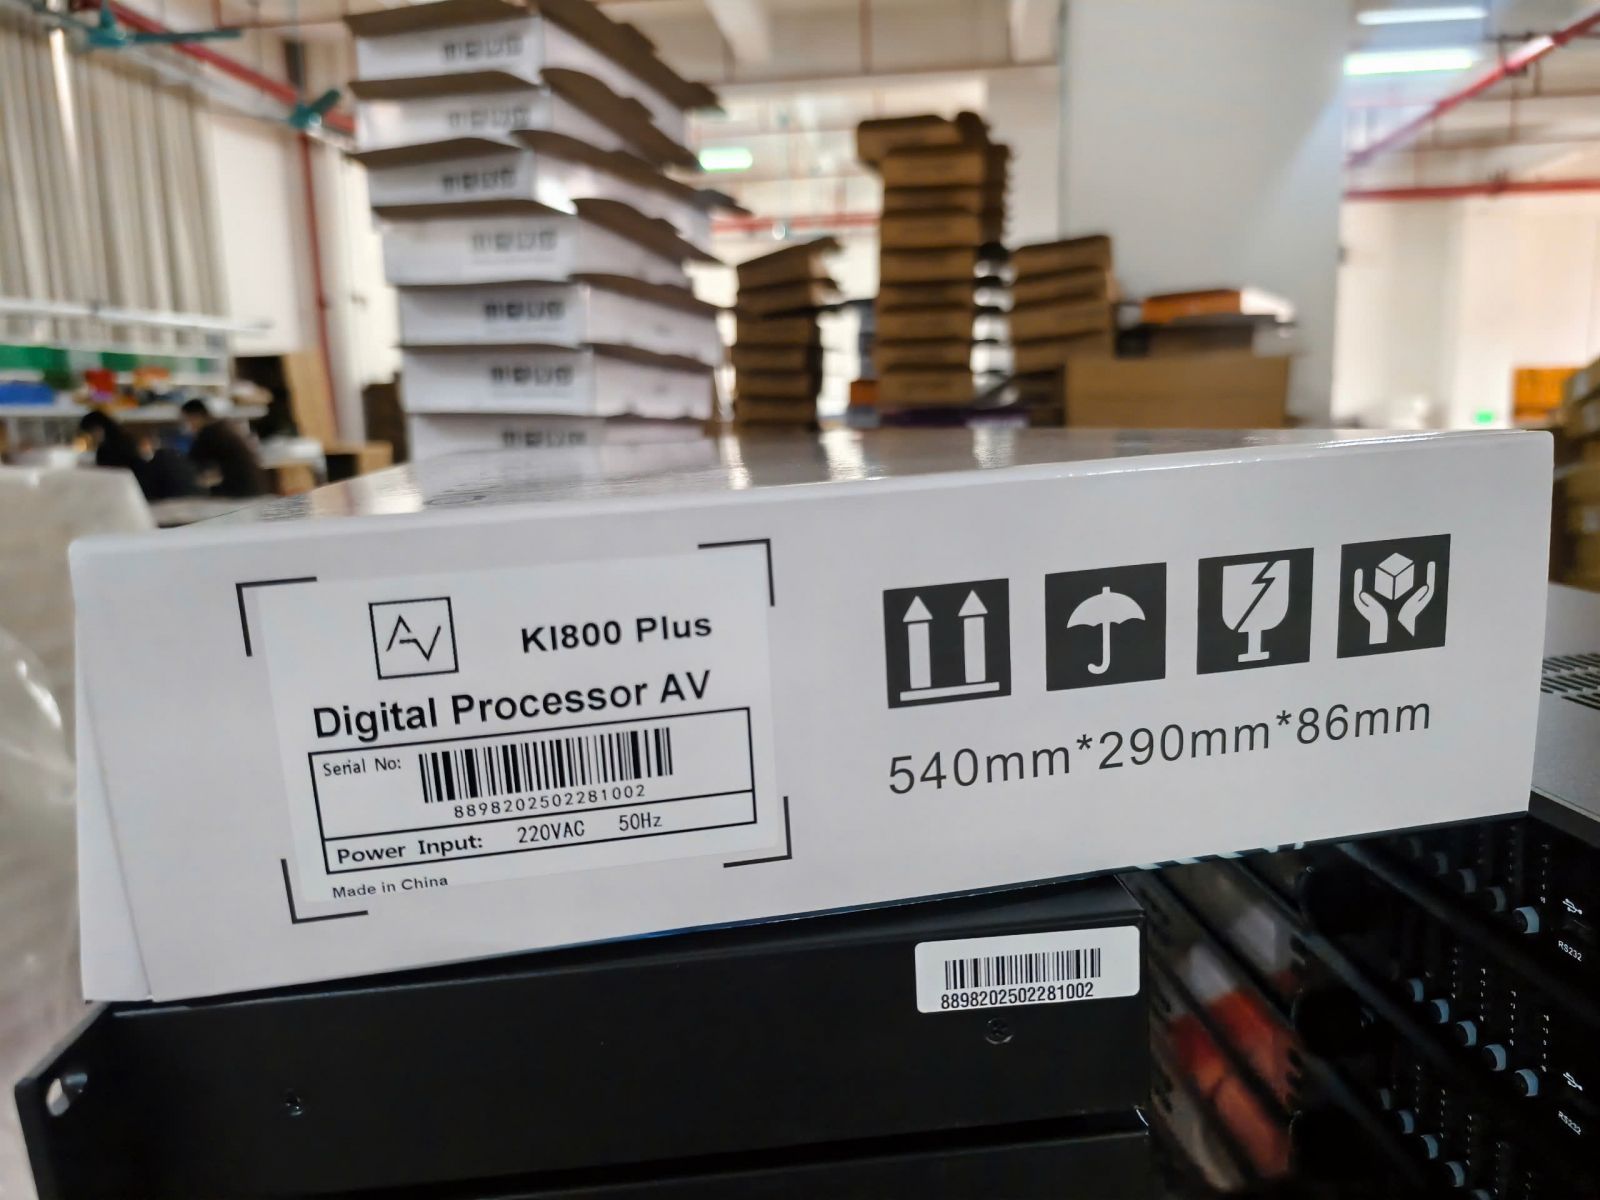 AV
KI800 Plus
Digital Processor AV
Serial No:
8898202502281002
Power Input: 220VAC 50Hz
Made in China
540mm*290mm*86mm
8898202502281002
RS232
RS232